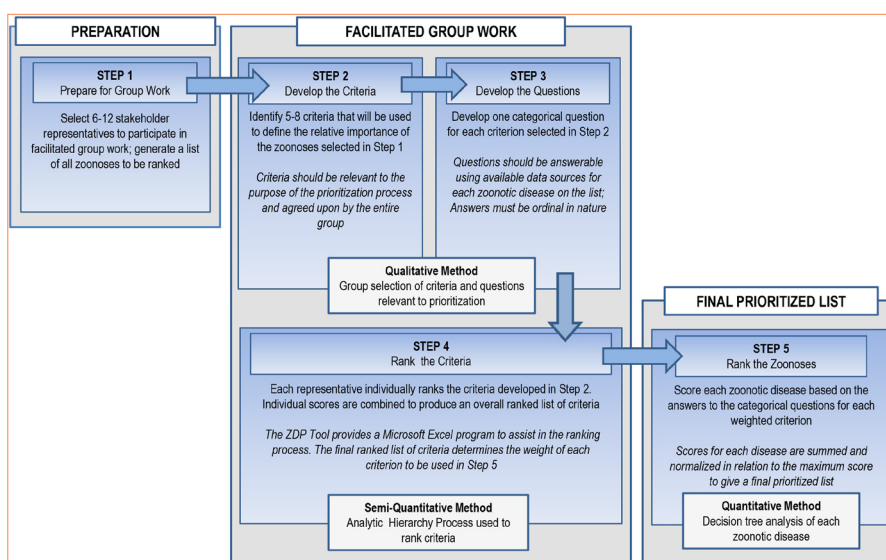 PREPARATION
STEP 1
Prepare for Group Work
Select 6-12 stakeholder
representatives to participate in
facilitated group work; generate a list
of all zoonoses to be ranked
FACILITATED GROUP WORK
STEP 2
Develop the Criteria
Identify 5-8 criteria that will be used
to define the relative importance of
the zoonoses selected in Step 1
Criteria should be relevant to the
purpose of the prioritization process
and agreed upon by the entire
group
STEP 3
Develop the Questions
Develop one categorical question
for each criterion selected in Step 2
Questions should be answerable
using available data sources for
each zoonotic disease on the list;
Answers must be ordinal in nature
Qualitative Method
Group selection of criteria and questions
relevant to prioritization
STEP 4
Rank the Criteria
Each representative individually ranks the criteria developed in Step 2.
Individual scores are combined to produce an overall ranked list of criteria
The ZDP Tool provides a Microsoft Excel program to assist in the ranking
process. The final ranked list of criteria determines the weight of each
criterion to be used in Step 5
Semi-Quantitative Method
Analytic Hierarchy Process used to
rank criteria
FINAL PRIORITIZED LIST
STEP 5
Rank the Zoonoses
Score each zoonotic disease based on the
answers to the categorical questions for each
weighted criterion
Scores for each disease are summed and
normalized in relation to the maximum score
to give a final prioritized list
Quantitative Method
Decision tree analysis of each
zoonotic disease